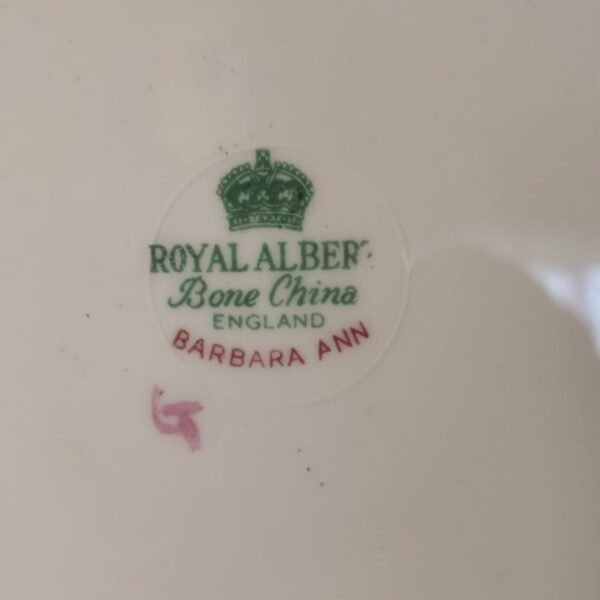 ROYAL ALBERT
Bone China
ENGLAND
BARBARA ANN